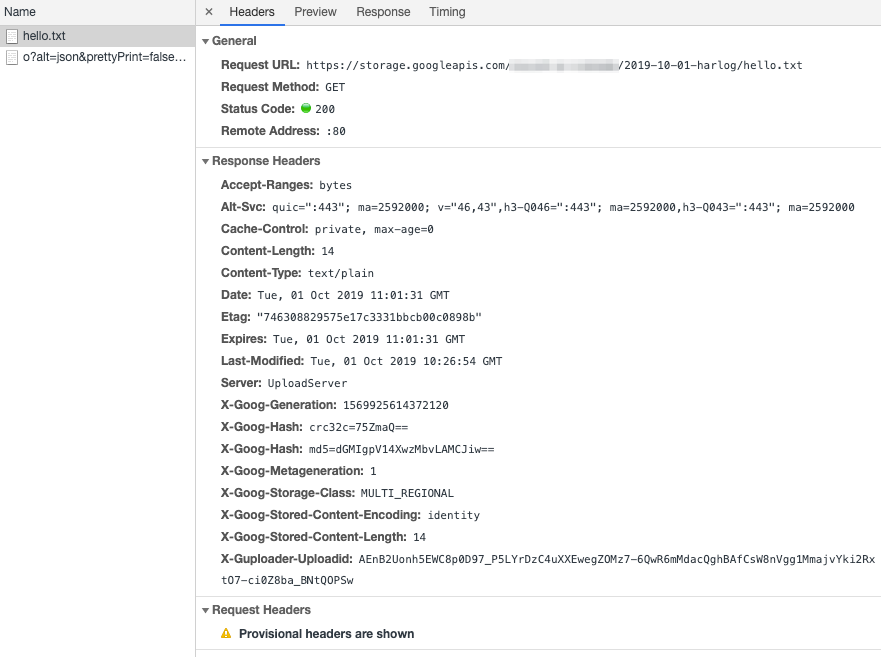 Name
× Headers Preview Response Timing
hello.txt
o?alt=json&prettyPrint=false…
▼ General
Request URL: https://storage.googleapis.com/ /2019-10-01-harlog/hello.txt
Request Method: GET
Status Code: 200
Remote Address: :80
▼ Response Headers
Accept-Ranges: bytes
Alt-Svc: quic=":443"; ma=2592000; v="46,43",h3-Q046=":443"; ma=2592000,h3-Q043=":443"; ma=2592000
Cache-Control: private, max-age=0
Content-Length: 14
Content-Type: text/plain
Date: Tue, 01 Oct 2019 11:01:31 GMT
Etag: "746308829575e17c3331bbcb00c0898b"
Expires: Tue, 01 Oct 2019 11:01:31 GMT
Last-Modified: Tue, 01 Oct 2019 10:26:54 GMT
Server: UploadServer
X-Goog-Generation: 1569925614372120
X-Goog-Hash: crc32c=75ZmaQ==
X-Goog-Hash: md5=dGMIgpV14XwzMbvLAMCJiw==
X-Goog-Metageneration: 1
X-Goog-Storage-Class: MULTI_REGIONAL
X-Goog-Stored-Content-Encoding: identity
X-Goog-Stored-Content-Length: 14
X-Guploader-Uploadid: AEnB2Uonh5EWC8p0D97_P5LYrDzC4uXXEwegZOMz7-6QwR6mMdacQghBAfCsW8nVgg1MmajvYki2Rx
tO7-ci0Z8ba_BNtQOPSw
▼ Request Headers
Provisional headers are shown